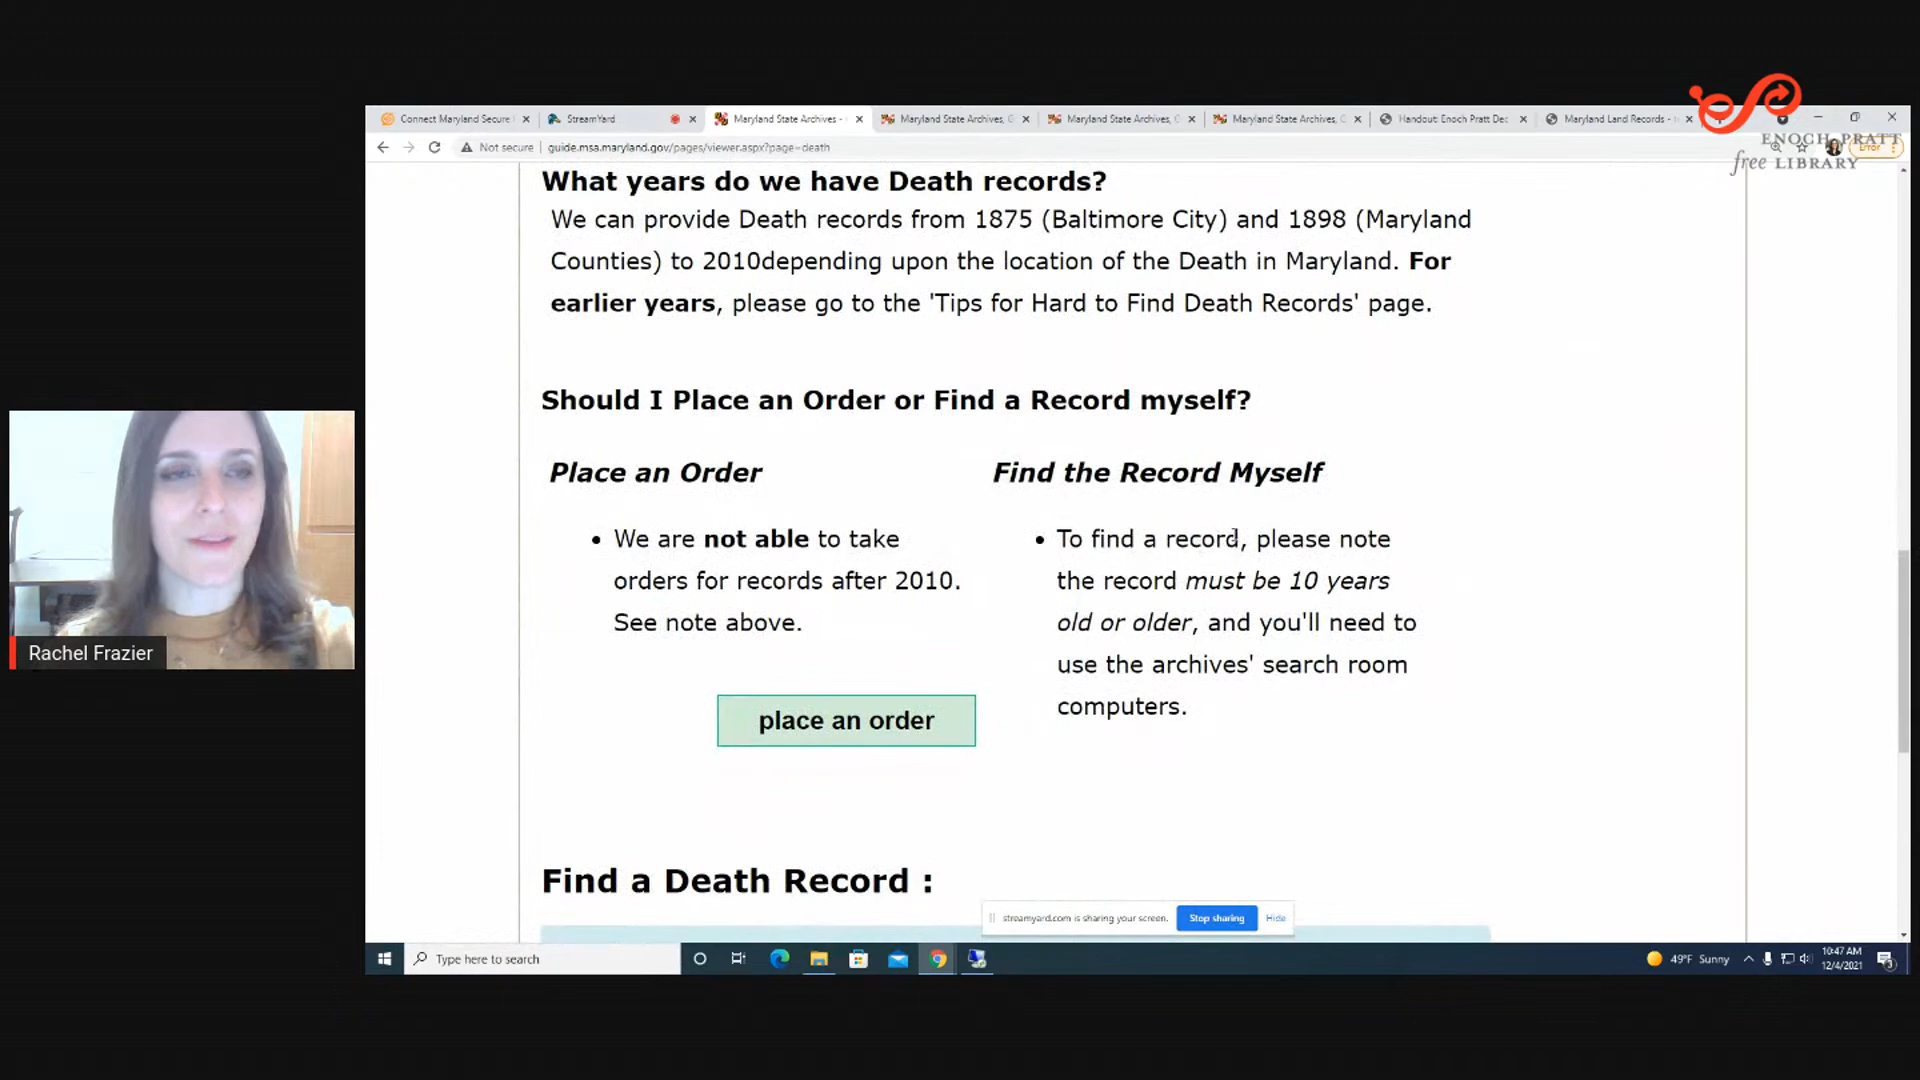 ENOCH PRATT
free LIBRARY
Connect Maryland Secure
StreamYard
Maryland State Archives -
Maryland State Archives, G
Maryland State Archives, G
Maryland State Archives, G
Handout: Enoch Pratt Dec
Maryland Land Records -
Not secure
guide.msa.maryland.gov/pages/viewer.aspx?page=death
Error
What years do we have Death records?
We can provide Death records from 1875 (Baltimore City) and 1898 (Maryland
Counties) to 2010depending upon the location of the Death in Maryland. For
earlier years, please go to the 'Tips for Hard to Find Death Records' page.
Should I Place an Order or Find a Record myself?
Place an Order
We are not able to take
orders for records after 2010.
See note above.
place an order
Find the Record Myself
To find a record, please note
the record must be 10 years
old or older, and you'll need to
use the archives' search room
computers.
Find a Death Record :
streamyard.com is sharing your screen.
Stop sharing
Hide
Rachel Frazier
Type here to search
49°F Sunny
10:47 AM
12/4/2021